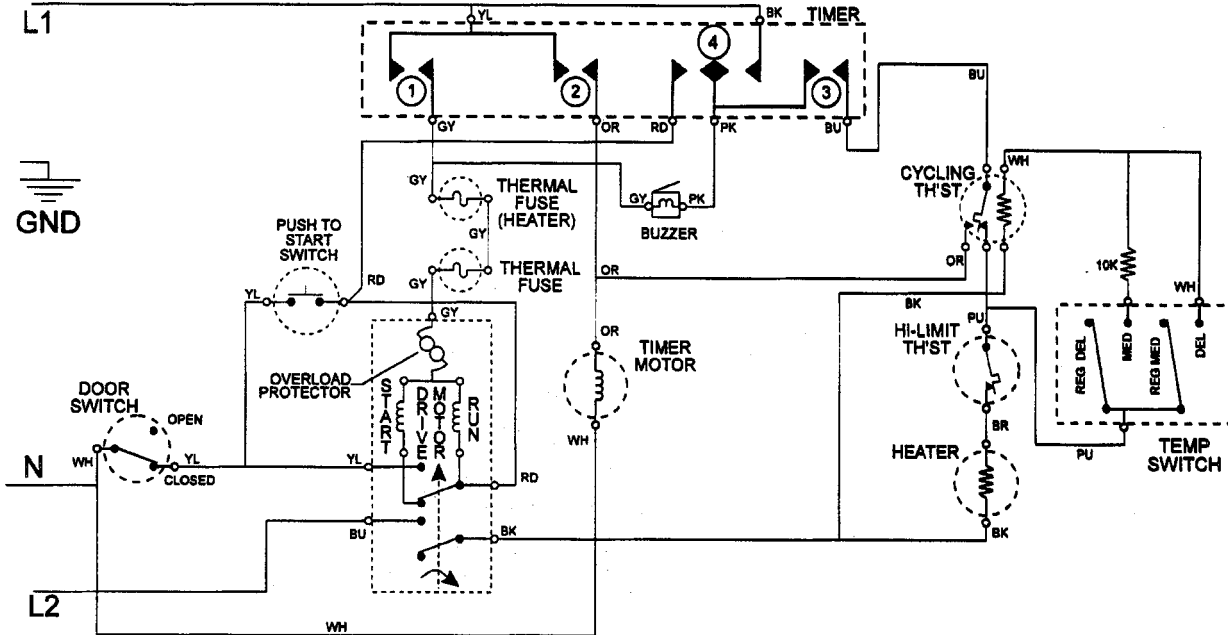 L1
YL
BK
TIMER
4
1
2
3
BU
GY
OR
RD
PK
BU
GND
GY
THERMAL
FUSE
(HEATER)
GY
PK
BUZZER
CYCLING
TH'ST
WH
PUSH TO
START
SWITCH
GY
THERMAL
FUSE
OR
OR
10K
YL
RD
GY
BK
WH
PU
HI-LIMIT
TH'ST
OR
TIMER
MOTOR
REG DEL
MED
REG MED
DEL
OVERLOAD
PROTECTOR
START
DRIVE
MOTOR
RUN
DOOR
SWITCH
OPEN
WH
YL
CLOSED
YL
WH
BR
HEATER
PU
TEMP
SWITCH
N
RD
BU
BK
BK
L2
WH